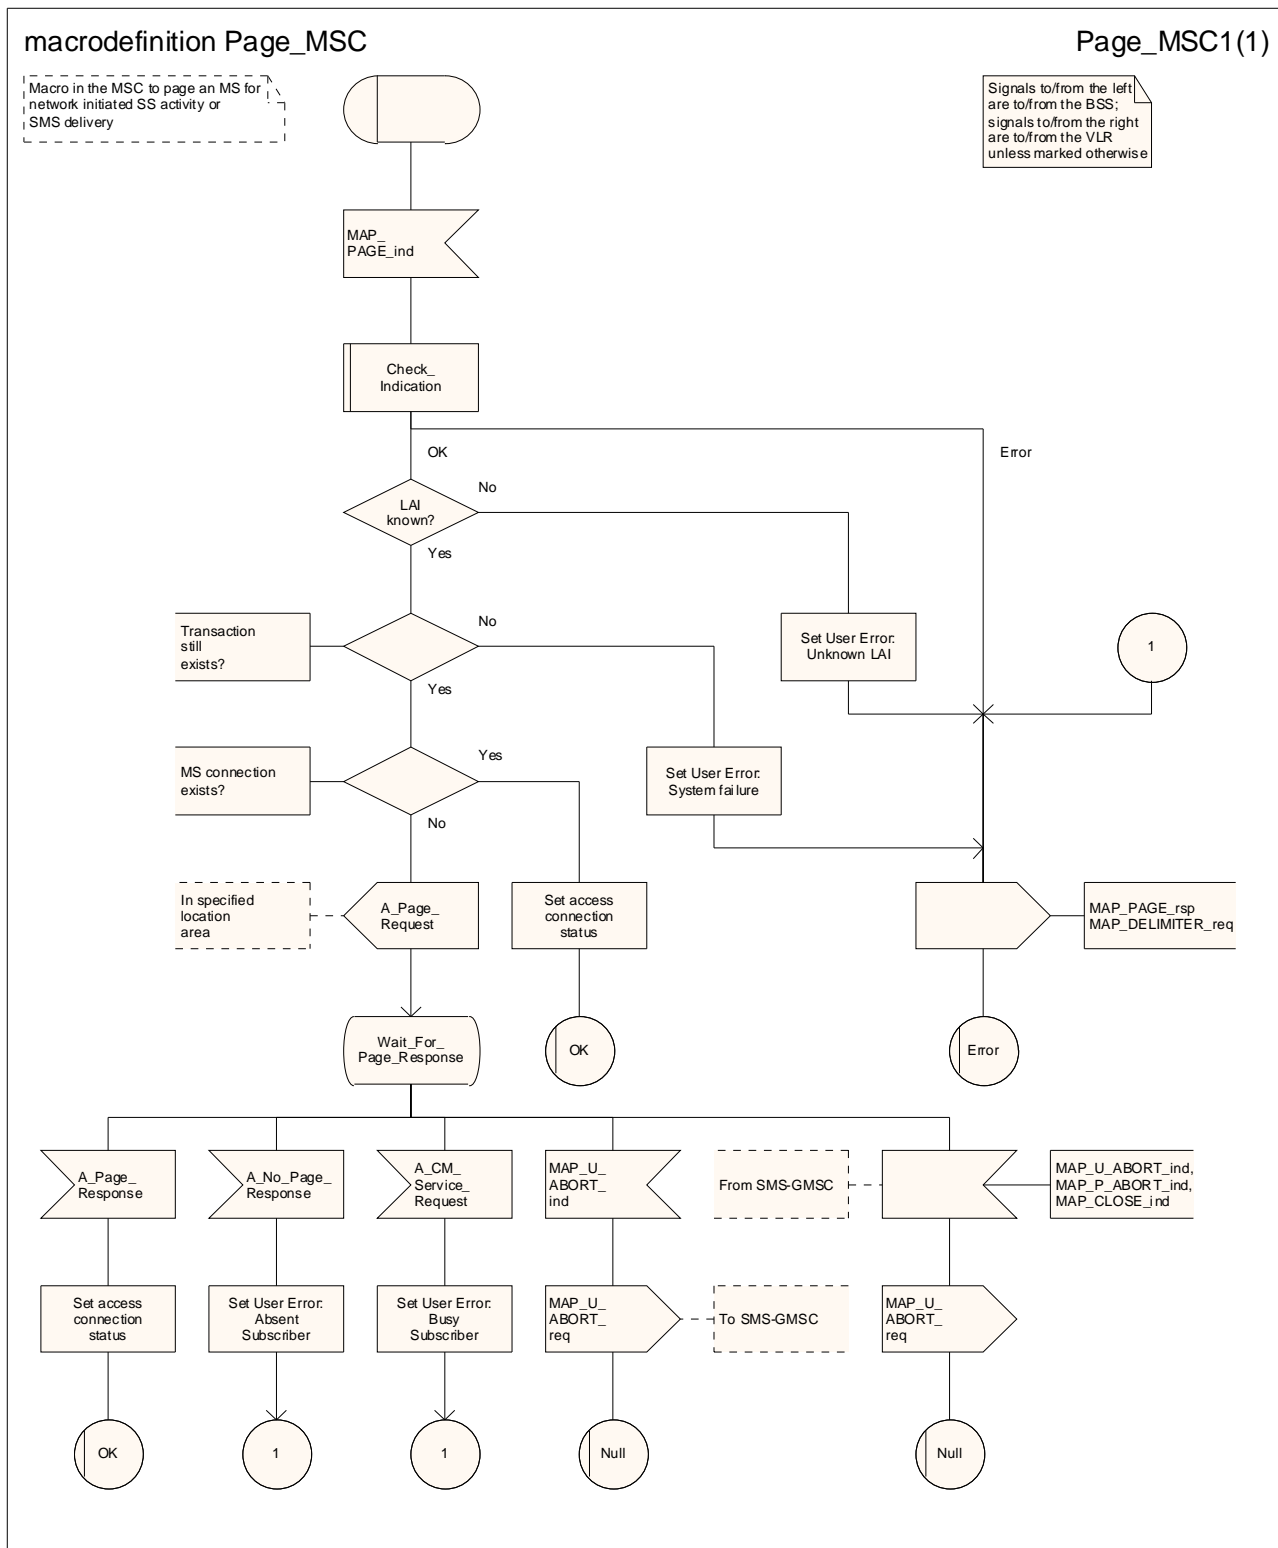 macrodefinition Page_MSC
Page_MSC1(1)
Macro in the MSC to page an MS for
network initiated SS activity or
SMS delivery
Signals to/from the left
are to/from the BSS;
signals to/from the right
are to/from the VLR
unless marked otherwise
MAP_
PAGE_ind
Check_
Indication
OK
Error
LAI
known?
No
Yes
Transaction
still
exists?
No
Yes
Set User Error:
Unknown LAI
1
MS connection
exists?
Yes
No
Set User Error:
System failure
In specified
location
area
A_Page_
Request
Set access
connection
status
MAP_PAGE_rsp
MAP_DELIMITER_req
Wait_For_
Page_Response
OK
Error
A_Page_
Response
A_No_Page_
Response
A_CM_
Service_
Request
MAP_U_
ABORT_
ind
From SMS-GMSC
MAP_U_ABORT_ind,
MAP_P_ABORT_ind,
MAP_CLOSE_ind
Set access
connection
status
Set User Error:
Absent
Subscriber
Set User Error:
Busy
Subscriber
MAP_U_
ABORT_
req
To SMS-GMSC
MAP_U_
ABORT_
req
OK
1
1
Null
Null